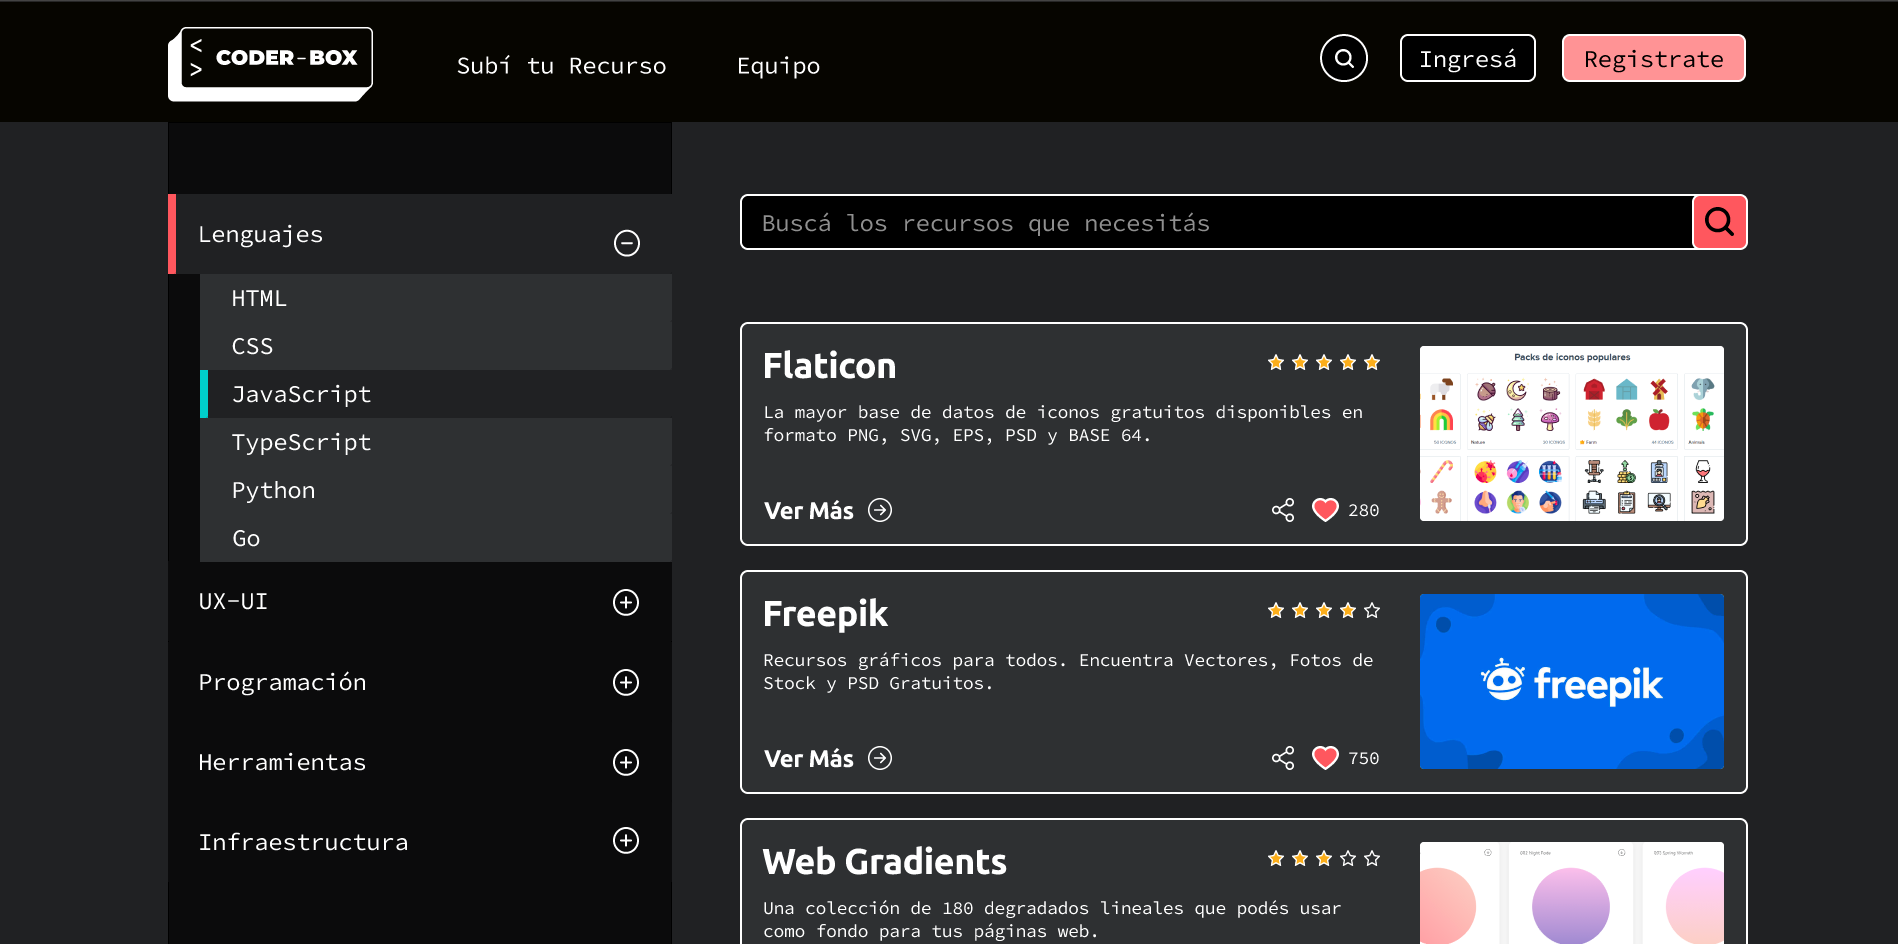 < >
CODER-BOX
Subí tu Recurso
Equipo
Ingresá
Registrate
Lenguajes
HTML
CSS
JavaScript
TypeScript
Python
Go
UX-UI
Programación
Herramientas
Infraestructura
Buscá los recursos que necesitás
Flaticon
La mayor base de datos de iconos gratuitos disponibles en
formato PNG, SVG, EPS, PSD y BASE 64.
Ver Más
280
Packs de iconos populares
Nature
Farm
Animals
Freepik
Recursos gráficos para todos. Encuentra Vectores, Fotos de
Stock y PSD Gratuitos.
Ver Más
750
freepik
Web Gradients
Una colección de 180 degradados lineales que podés usar
como fondo para tus páginas web.